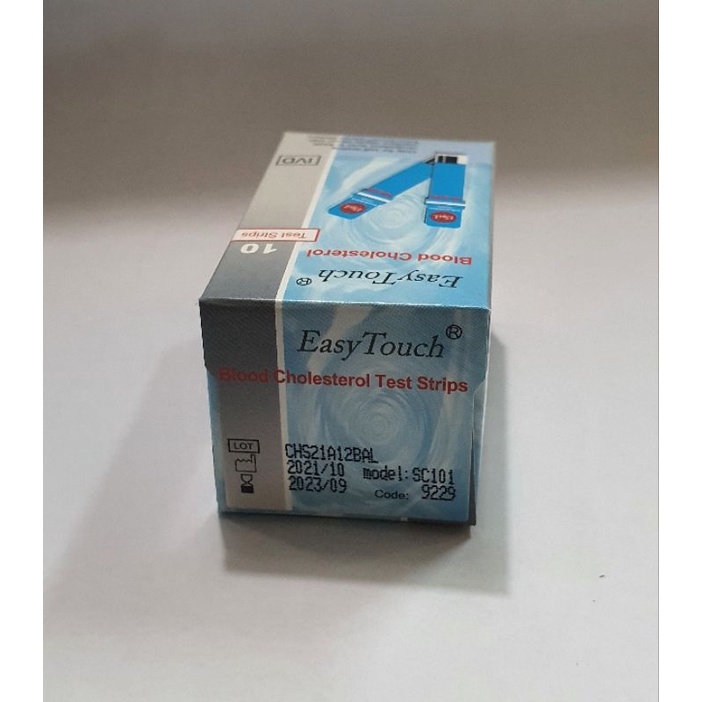 IVD
10
Test Strips
Blood Cholesterol
EasyTouch®
EasyTouch®
Blood Cholesterol Test Strips
LOT CHS21A12BAL
2021/10 model:SC101
2023/09 Code: 9229